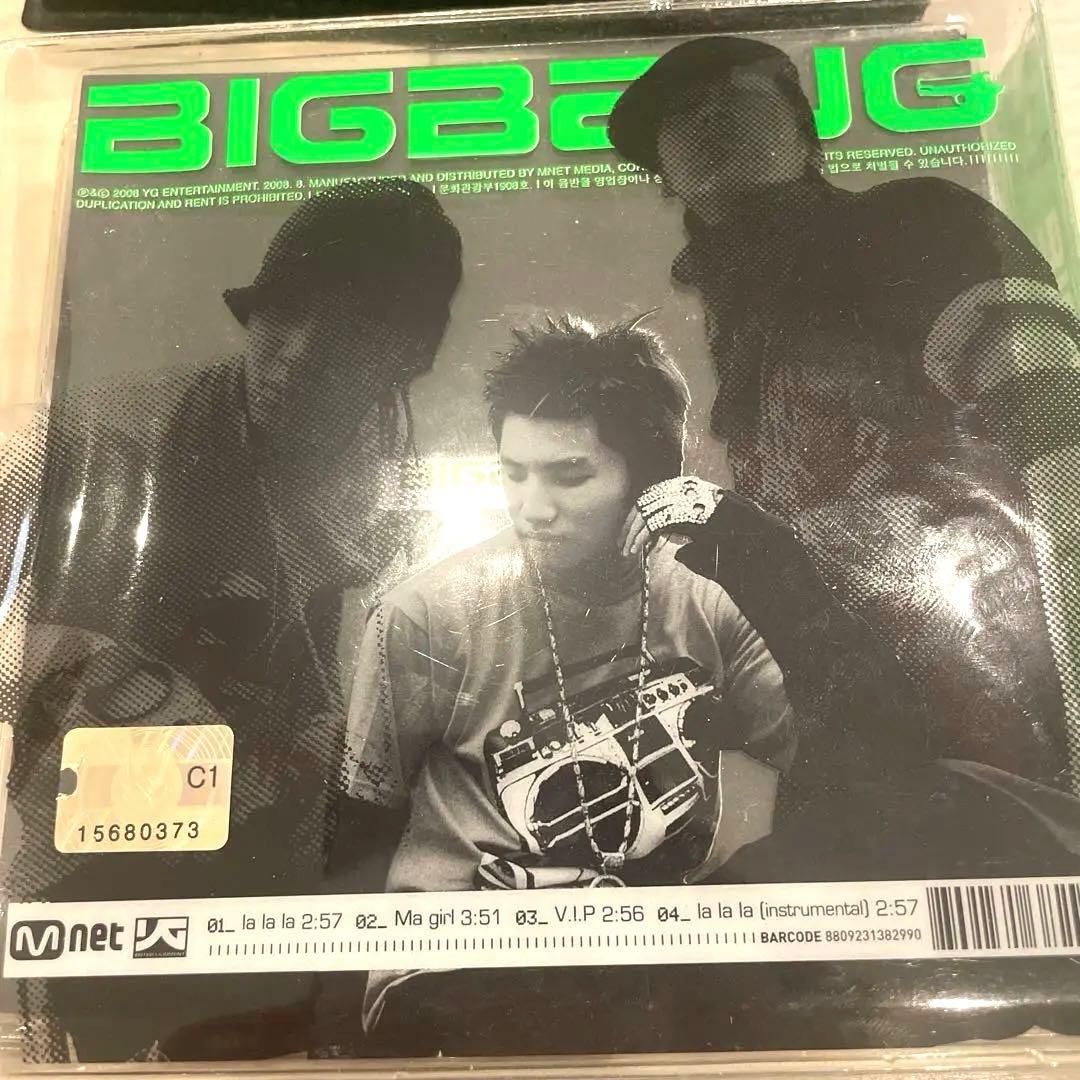 BIGBANG
℗&© 2008 YG ENTERTAINMENT. 2008. 8. MANUFACTURED AND DISTRIBUTED BY MNET MEDIA, RIGHTS RESERVED. UNAUTHORIZED
DUPLICATION AND RENT IS PROHIBITED. | 문화관광부1908호. | 이 음반을 영업장이나 법으로 처벌될 수 있습니다.
C1
15680373
Mnet YG 01_ la la la 2:57 02_ Ma girl 3:51 03_ V.I.P 2:56 04_ la la la (instrumental) 2:57
BARCODE 8809231382990